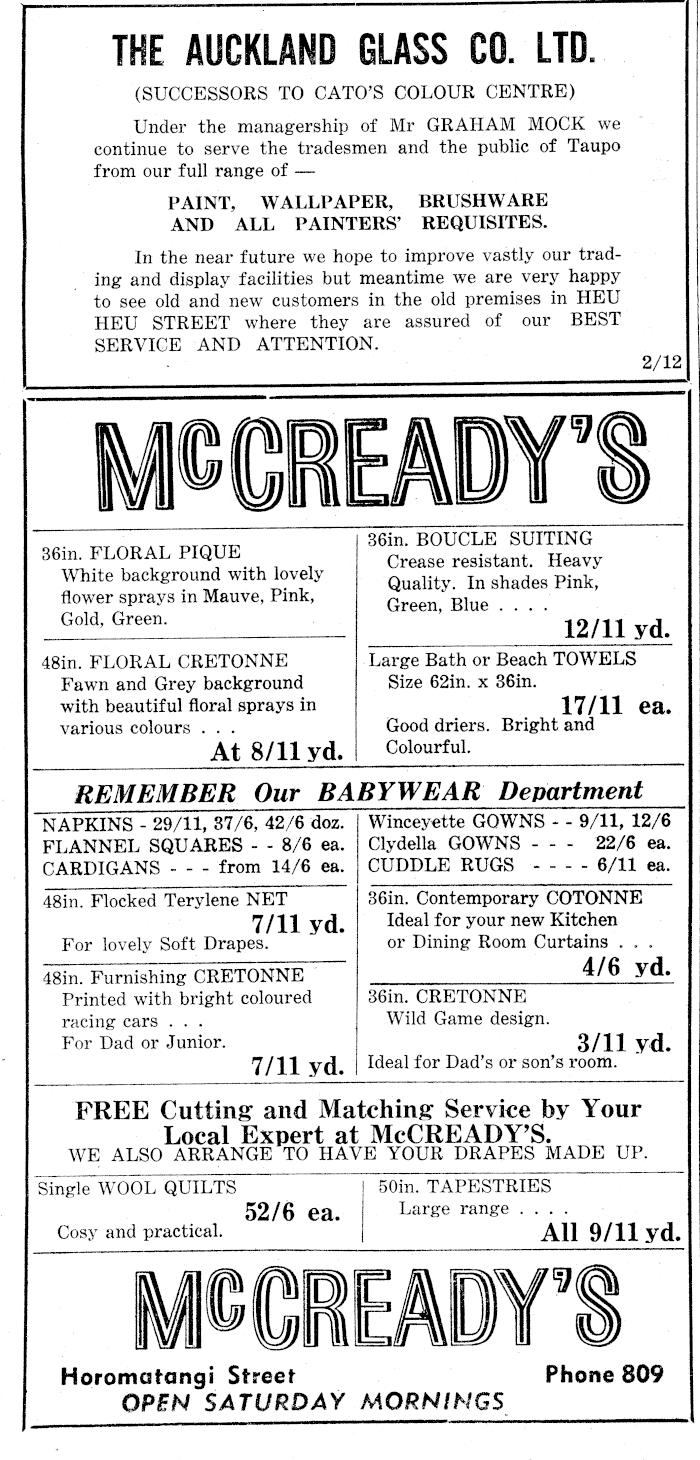 THE AUCKLAND GLASS CO. LTD.
(SUCCESSORS TO CATO'S COLOUR CENTRE)
Under the managership of Mr GRAHAM MOCK we
continue to serve the tradesmen and the public of Taupo
from our full range of —
PAINT, WALLPAPER, BRUSHWARE
AND ALL PAINTERS' REQUISITES.
In the near future we hope to improve vastly our trad-
ing and display facilities but meantime we are very happy
to see old and new customers in the old premises in HEU
HEU STREET where they are assured of our BEST
SERVICE AND ATTENTION.
2/12
McCREADY'S
36in. FLORAL PIQUE
White background with lovely
flower sprays in Mauve, Pink,
Gold, Green.
48in. FLORAL CRETONNE
Fawn and Grey background
with beautiful floral sprays in
various colours . . .
At 8/11 yd.
36in. BOUCLE SUITING
Crease resistant. Heavy
Quality. In shades Pink,
Green, Blue . . . .
12/11 yd.
Large Bath or Beach TOWELS
Size 62in. x 36in.
17/11 ea.
Good driers. Bright and
Colourful.
REMEMBER Our BABYWEAR Department
NAPKINS - 29/11, 37/6, 42/6 doz.
FLANNEL SQUARES - - 8/6 ea.
CARDIGANS - - - from 14/6 ea.
48in. Flocked Terylene NET
7/11 yd.
For lovely Soft Drapes.
48in. Furnishing CRETONNE
Printed with bright coloured
racing cars . . .
For Dad or Junior.
7/11 yd.
Winceyette GOWNS - - 9/11, 12/6
Clydella GOWNS - - - 22/6 ea.
CUDDLE RUGS - - - - 6/11 ea.
36in. Contemporary COTONNE
Ideal for your new Kitchen
or Dining Room Curtains . . .
4/6 yd.
36in. CRETONNE
Wild Game design.
3/11 yd.
Ideal for Dad's or son's room.
FREE Cutting and Matching Service by Your
Local Expert at McCREADY'S.
WE ALSO ARRANGE TO HAVE YOUR DRAPES MADE UP.
Single WOOL QUILTS
52/6 ea.
Cosy and practical.
50in. TAPESTRIES
Large range . . . .
All 9/11 yd.
McCREADY'S
Horomatangi Street Phone 809
OPEN SATURDAY MORNINGS